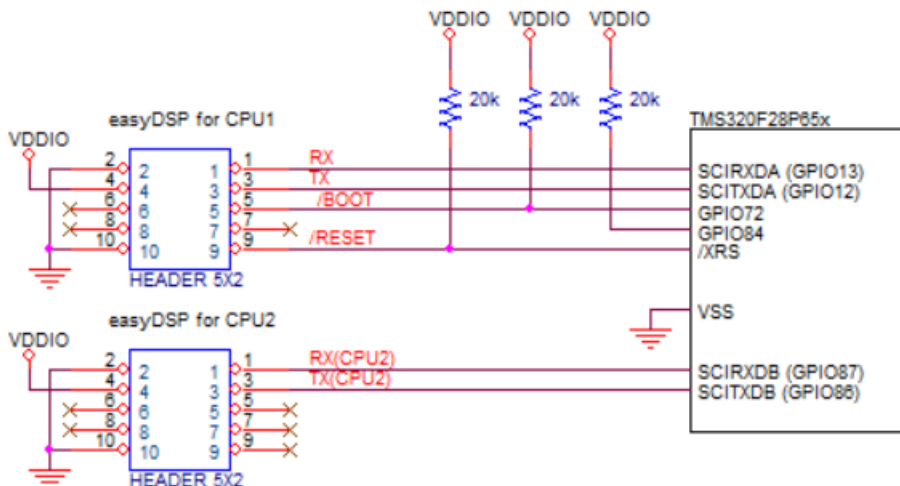 VDDIO VDDIO VDDIO
20k 20k 20k
easyDSP for CPU1
TMS320F28P65x
VDDIO
2 2 1 1 RX SCIRXDA (GPIO13)
4 4 3 3 TX SCITXDA (GPIO12)
6 6 5 5 /BOOT GPIO72
8 8 7 7 GPIO84
10 10 9 9 /RESET /XRS
HEADER 5X2
VSS
easyDSP for CPU2
VDDIO
2 2 1 1 RX(CPU2) SCIRXDB (GPIO87)
4 4 3 3 TX(CPU2) SCITXDB (GPIO86)
6 6 5 5
8 8 7 7
10 10 9 9
HEADER 5X2